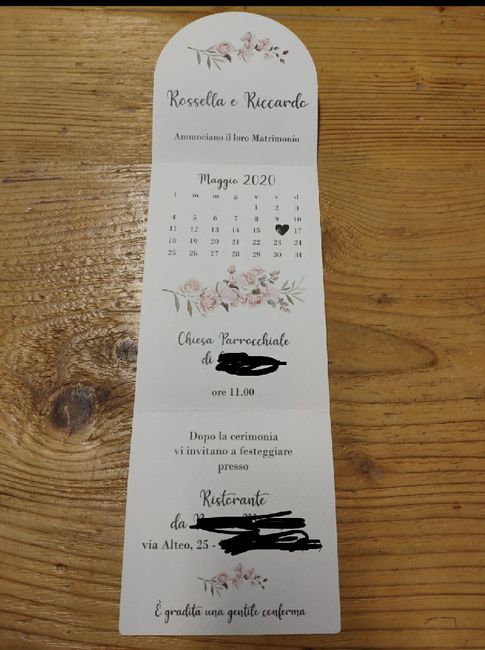 Rossella e Riccardo
Annunciano il loro Matrimonio
Maggio 2020
l m m g v s d
1 2 3
4 5 6 7 8 9 10
11 12 13 14 15 17
18 19 20 21 22 23 24
25 26 27 28 29 30 31
Chiesa Parrocchiale
di
ore 11.00
Dopo la cerimonia
vi invitano a festeggiare
presso
Ristorante
da
via Alteo, 25 -
È gradita una gentile conferma